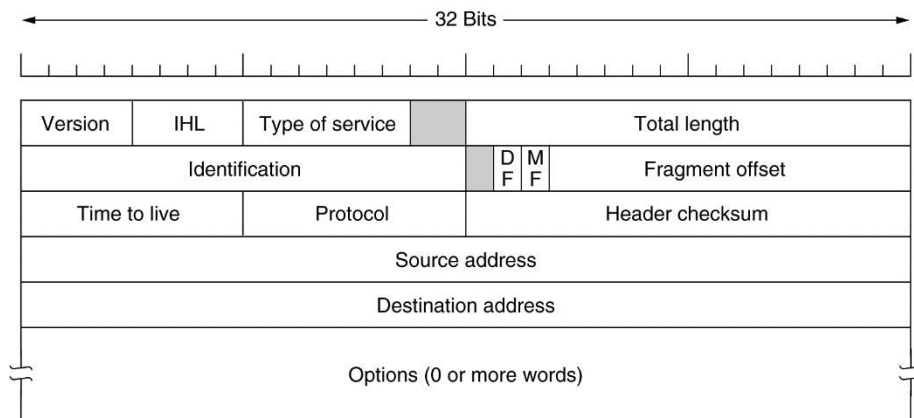 32 Bits
Version IHL Type of service Total length
Identification D F M F Fragment offset
Time to live Protocol Header checksum
Source address
Destination address
Options (0 or more words)